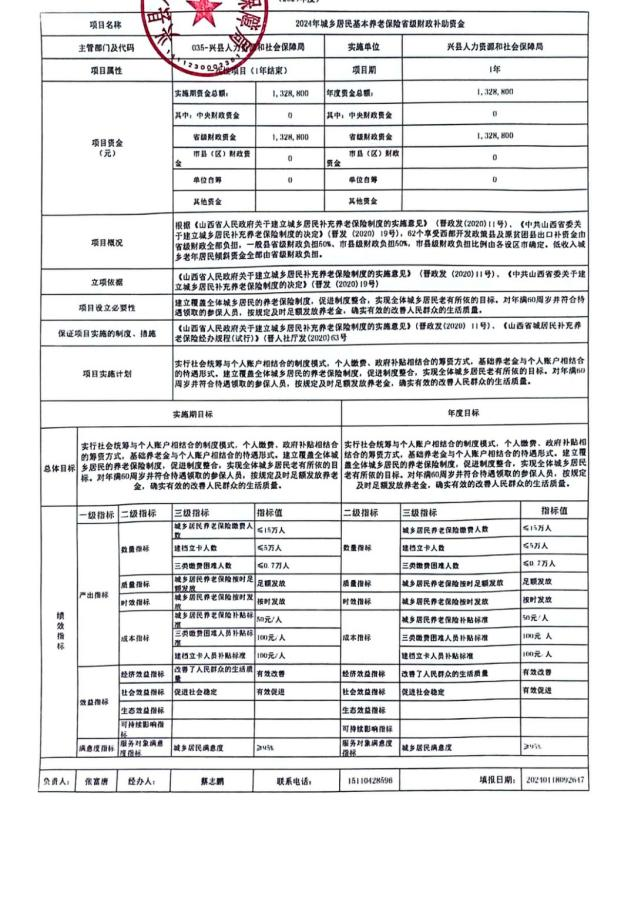 项目名称 2024年城乡居民基本养老保险省级财政补助资金
主管部门及代码 035-兴县人力资源和社会保障局 实施单位 兴县人力资源和社会保障局
项目属性 项目（1年结束） 项目期 1年
项目资金
（元）
实施期资金总额： 1,328,800 年度资金总额： 1,328,800
其中：中央财政资金 0 其中：中央财政资金 0
省级财政资金 1,328,800 省级财政资金 1,328,800
市县（区）财政资金 0 市县（区）财政资金 0
单位自筹 0 单位自筹 0
其他资金 其他资金
项目概况
根据《山西省人民政府关于建立城乡居民补充养老保险制度的实施意见》（晋政发(2020)11号）、《中共山西省委关
于建立城乡居民补充养老保险制度的决定》（晋发（2020）19号），62个享受西部开发政策县及原贫困县出口补资金由
省级财政全部负担，一般县省级财政负担50%、市县级财政负担50%，市县级财政负担比例由各设区市确定。低收入城
乡老年居民倾斜资金全部由省级财政负担。
立项依据
《山西省人民政府关于建立城乡居民补充养老保险制度的实施意见》（晋政发(2020)11号）、《中共山西省委关于建
立城乡居民补充养老保险制度的决定》（晋发(2020)19号）
项目设立必要性
建立覆盖全体城乡居民的养老保险制度，促进制度整合，实现全体城乡居民老有所依的目标。对年满60周岁并符合待
遇领取的参保人员，按规定及时足额发放养老金，确实有效的改善人民群众的生活质量。
保证项目实施的制度、措施
《山西省人民政府关于建立城乡居民补充养老保险制度的实施意见》（晋政发(2020) 11号）、《山西省城居民补充养
老保险经办规程(试行)》（晋人社厅发(2020)63号
项目实施计划
实行社会统筹与个人账户相结合的制度模式，个人缴费、政府补贴相结合的筹资方式，基础养老金与个人账户相结合
的待遇形式。建立覆盖全体城乡居民的养老保险制度，促进制度整合，实现全体城乡居民老有所依的目标。对年满60
周岁并符合待遇领取的参保人员，按规定及时足额发放养老金，确实有效的改善人民群众的生活质量。
实施期目标 年度目标
总体目标
实行社会统筹与个人账户相结合的制度模式，个人缴费、政府补贴相结合
的筹资方式，基础养老金与个人账户相结合的待遇形式。建立覆盖全体城
乡居民的养老保险制度，促进制度整合，实现全体城乡居民老有所依的目
标。对年满60周岁并符合待遇领取的参保人员，按规定及时足额发放养老
金，确实有效的改善人民群众的生活质量。
实行社会统筹与个人账户相结合的制度模式，个人缴费、政府补贴相结
合的筹资方式，基础养老金与个人账户相结合的待遇形式。建立
覆盖全体城乡居民的养老保险制度，促进制度整合，实现全体城乡居民
老有所依的目标。对年满60周岁并符合待遇领取的参保人员，按规定
及时足额发放养老金，确实有效的改善人民群众的生活质量。
绩效指标
一级指标 二级指标 三级指标 指标值 二级指标 三级指标 指标值
产出指标
数量指标 城乡居民养老保险缴费人数 ≤15万人 数量指标 城乡居民养老保险缴费人数 ≤15万人
建档立卡人数 ≤5万人 建档立卡人数 ≤5万人
三类缴费困难人数 ≤0.7万人 三类缴费困难人数 ≤0.7万人
质量指标 城乡居民养老保险按时足额发放 足额发放 质量指标 城乡居民养老保险按时足额发放 足额发放
时效指标 城乡居民养老保险按时发放 按时发放 时效指标 城乡居民养老保险按时发放 按时发放
成本指标 城乡居民养老保险补贴标准 50元/人 成本指标 城乡居民养老保险补贴标准 50元/人
三类缴费困难人员补贴标准 100元/人 三类缴费困难人员补贴标准 100元/人
建档立卡人员补贴标准 100元/人 建档立卡人员补贴标准 100元/人
效益指标
经济效益指标 改善了人民群众的生活质量 有效改善 经济效益指标 改善了人民群众的生活质量 有效改善
社会效益指标 促进社会稳定 有效促进 社会效益指标 促进社会稳定 有效促进
生态效益指标 生态效益指标
可持续影响指标 可持续影响指标
满意度指标 服务对象满意度指标 城乡居民满意度 ≥95% 服务对象满意度指标 城乡居民满意度 ≥95%
负责人： 张富唐 经办人： 蔡志鹏 联系电话： 15110428596 填报日期： 20240118092647